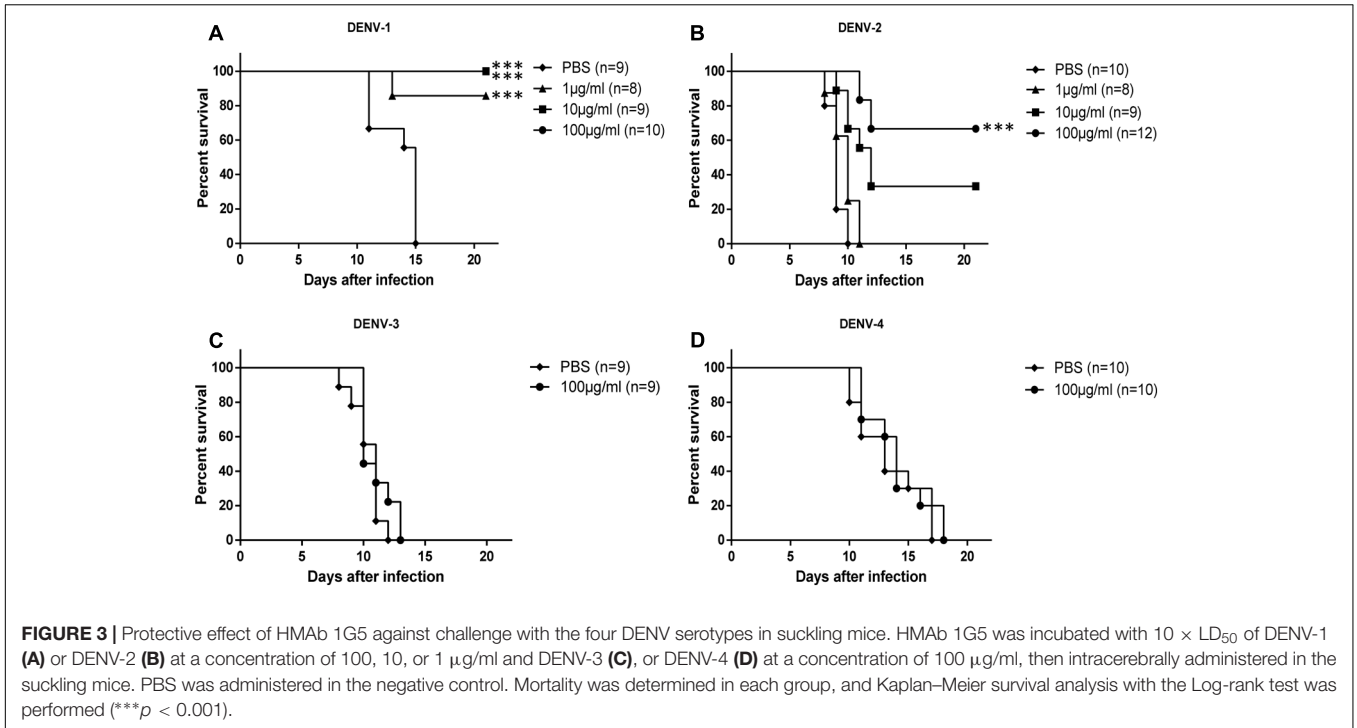 A
DENV-1
Percent survival
100
80
60
40
20
0
0 5 10 15 20
Days after infection
***
***
***
PBS (n=9)
1µg/ml (n=8)
10µg/ml (n=9)
100µg/ml (n=10)
B
DENV-2
Percent survival
100
80
60
40
20
0
0 5 10 15 20
Days after infection
***
PBS (n=10)
1µg/ml (n=8)
10µg/ml (n=9)
100µg/ml (n=12)
C
DENV-3
Percent survival
100
80
60
40
20
0
0 5 10 15 20
Days after infection
PBS (n=9)
100µg/ml (n=9)
D
DENV-4
Percent survival
100
80
60
40
20
0
0 5 10 15 20
Days after infection
PBS (n=10)
100µg/ml (n=10)
FIGURE 3 | Protective effect of HMAb 1G5 against challenge with the four DENV serotypes in suckling mice. HMAb 1G5 was incubated with 10 × LD50 of DENV-1
(A) or DENV-2 (B) at a concentration of 100, 10, or 1 µg/ml and DENV-3 (C), or DENV-4 (D) at a concentration of 100 µg/ml, then intracerebrally administered in the
suckling mice. PBS was administered in the negative control. Mortality was determined in each group, and Kaplan–Meier survival analysis with the Log-rank test was
performed (***p < 0.001).